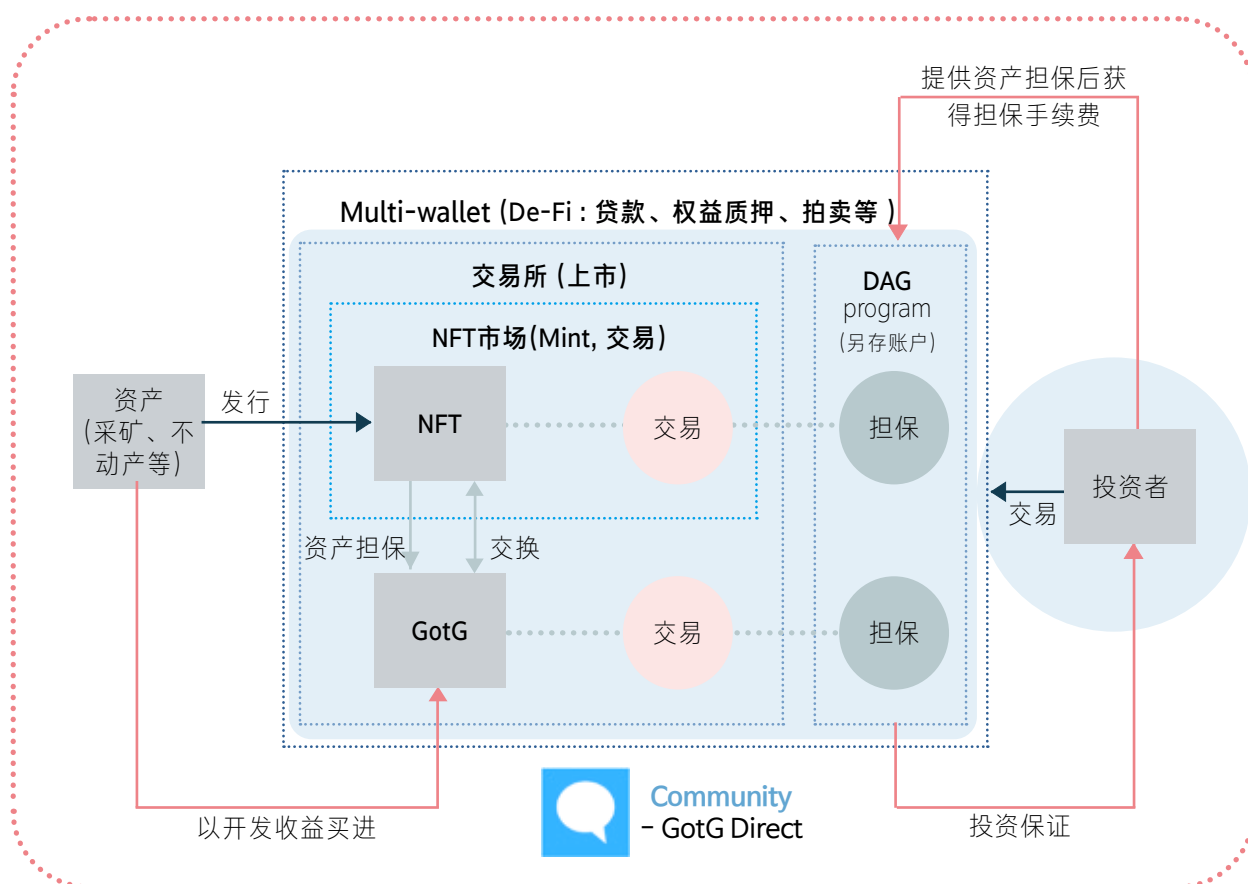 提供资产担保后获
得担保手续费
Multi-wallet (De-Fi : 贷款、权益质押、拍卖等 )
交易所 (上市)
DAG
program
(另存账户)
NFT市场(Mint, 交易)
资产
(采矿、不
动产等)
发行
NFT
交易
担保
投资者
交易
资产担保
交换
GotG
交易
担保
以开发收益买进
Community
- GotG Direct
投资保证